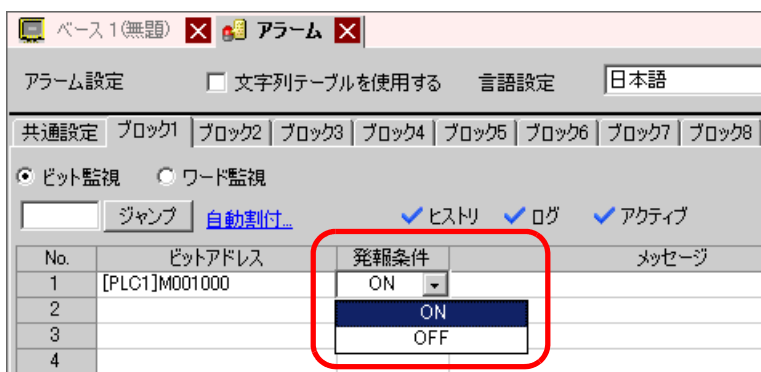 ベース1(無題) アラーム
アラーム設定 文字列テーブルを使用する 言語設定 日本語
共通設定 ブロック1 ブロック2 ブロック3 ブロック4 ブロック5 ブロック6 ブロック7 ブロック8
ビット監視 ワード監視
ジャンプ 自動割付... ヒストリ ログ アクティブ
No. ビットアドレス 発報条件 メッセージ
1 [PLC1]M001000 ON
2 ON
3 OFF
4